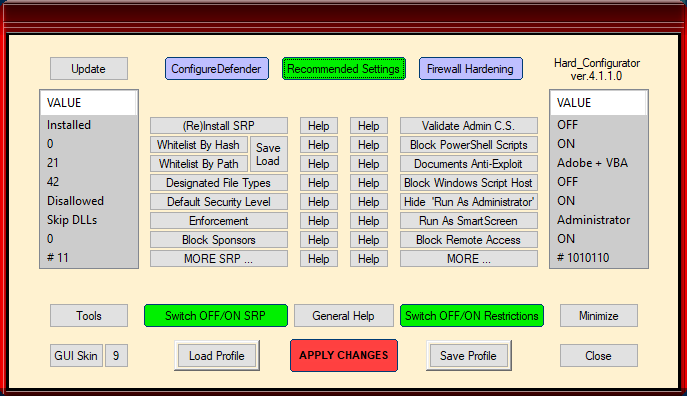 Update ConfigureDefender Recommended Settings Firewall Hardening Hard_Configurator
ver.4.1.1.0
VALUE VALUE
Installed (Re)Install SRP Help Help Validate Admin C.S. OFF
0 Whitelist By Hash Save Load Help Help Block PowerShell Scripts ON
21 Whitelist By Path Help Help Documents Anti-Exploit Adobe + VBA
42 Designated File Types Help Help Block Windows Script Host OFF
Disallowed Default Security Level Help Help Hide 'Run As Administrator' ON
Skip DLLs Enforcement Help Help Run As SmartScreen Administrator
0 Block Sponsors Help Help Block Remote Access ON
# 11 MORE SRP ... Help Help MORE ... # 1010110
Tools Switch OFF/ON SRP General Help Switch OFF/ON Restrictions Minimize
GUI Skin 9 Load Profile APPLY CHANGES Save Profile Close